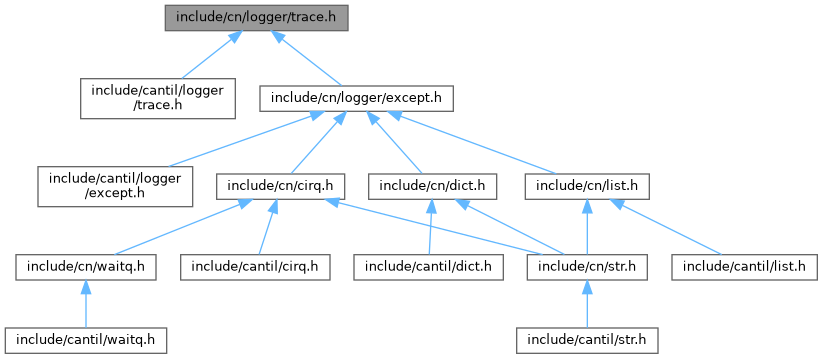 include/cn/logger/trace.h
include/cantil/logger
/trace.h
include/cn/logger/except.h
include/cantil/logger
/except.h
include/cn/cirq.h
include/cn/dict.h
include/cn/list.h
include/cn/waitq.h
include/cantil/cirq.h
include/cantil/dict.h
include/cn/str.h
include/cantil/list.h
include/cantil/waitq.h
include/cantil/str.h